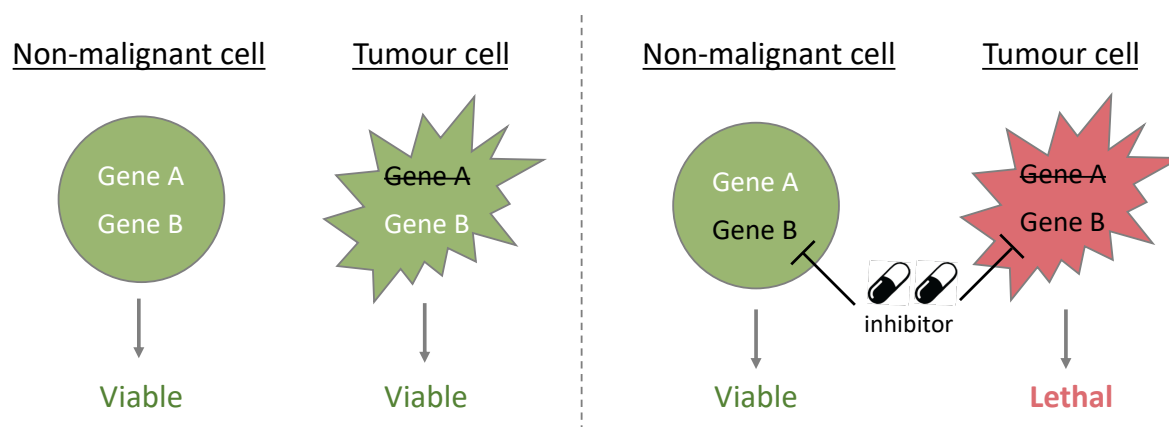 Non-malignant cell
Tumour cell
Gene A
Gene B
Gene A
Gene B
Viable
Viable
Non-malignant cell
Tumour cell
Gene A
Gene B
Gene A
Gene B
inhibitor
Viable
Lethal